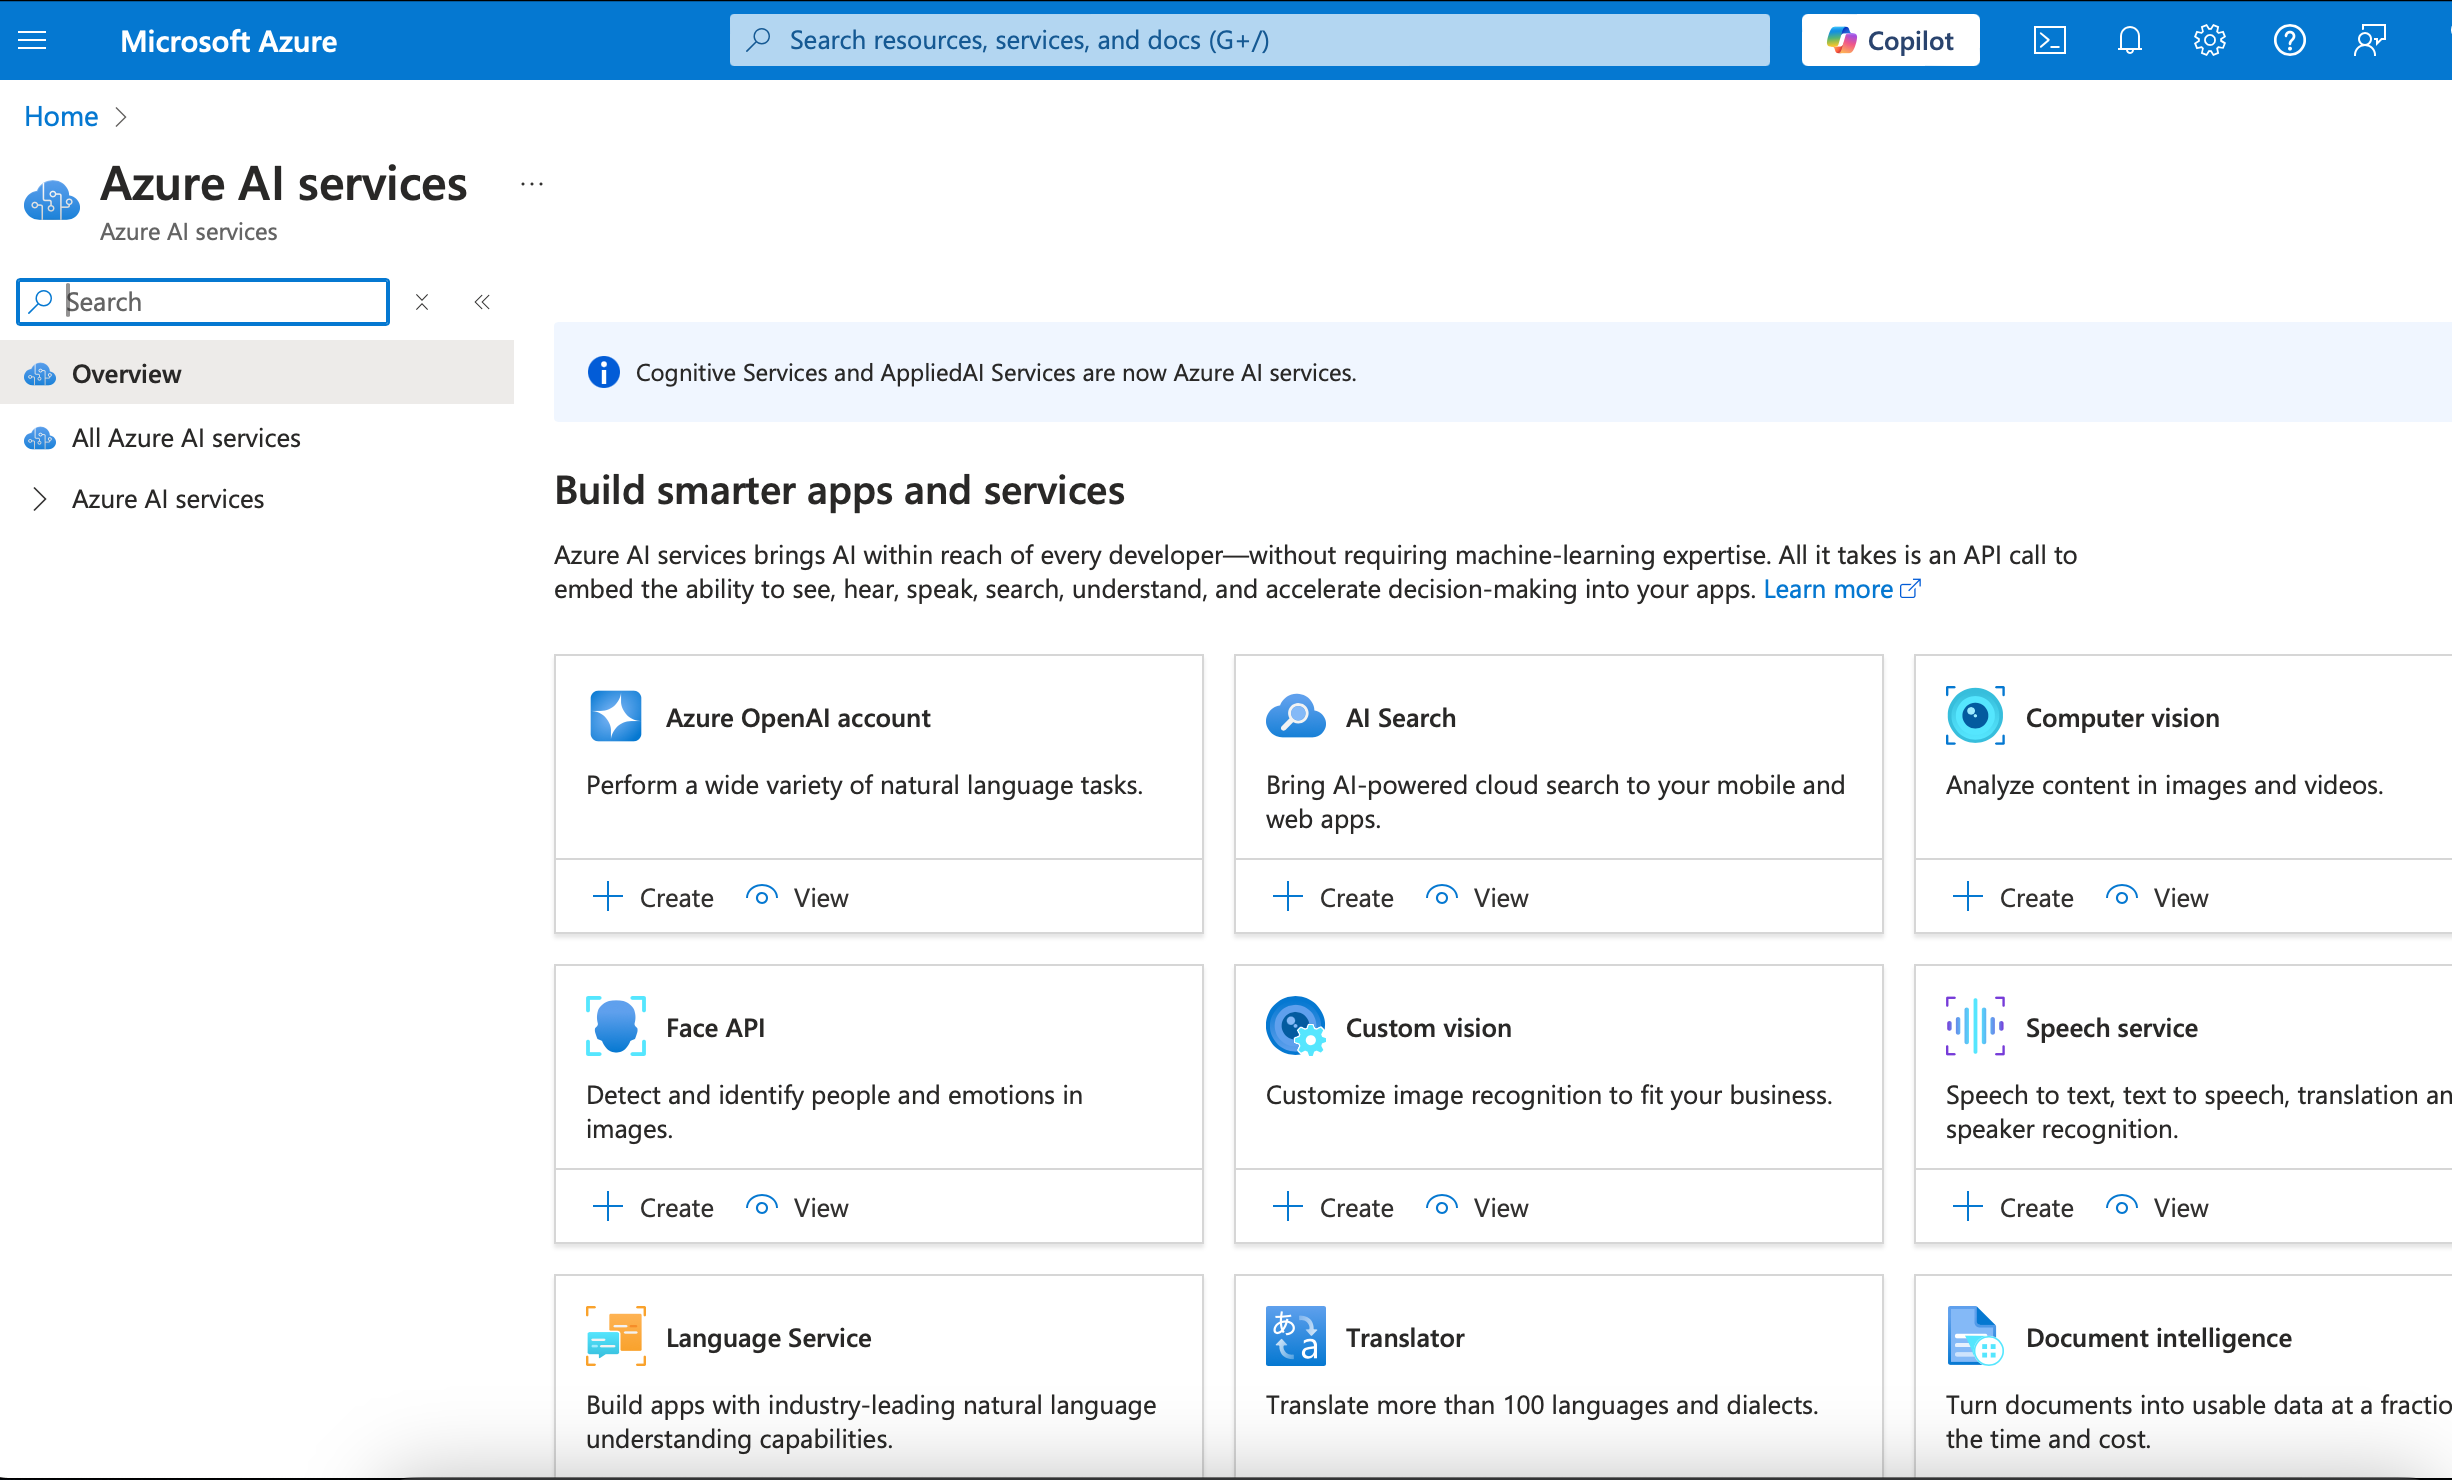 Microsoft Azure
Search resources, services, and docs (G+/)
Copilot
Home
Azure AI services
Azure AI services
Search
Overview
All Azure AI services
Azure AI services
Cognitive Services and AppliedAI Services are now Azure AI services.
Build smarter apps and services
Azure AI services brings AI within reach of every developer—without requiring machine-learning expertise. All it takes is an API call to
embed the ability to see, hear, speak, search, understand, and accelerate decision-making into your apps. Learn more
Azure OpenAI account
Perform a wide variety of natural language tasks.
Create View
AI Search
Bring AI-powered cloud search to your mobile and
web apps.
Create View
Computer vision
Analyze content in images and videos.
Create View
Face API
Detect and identify people and emotions in
images.
Create View
Custom vision
Customize image recognition to fit your business.
Create View
Speech service
Speech to text, text to speech, translation an
speaker recognition.
Create View
Language Service
Build apps with industry-leading natural language
understanding capabilities.
あ a
Translator
Translate more than 100 languages and dialects.
Document intelligence
Turn documents into usable data at a fractio
the time and cost.